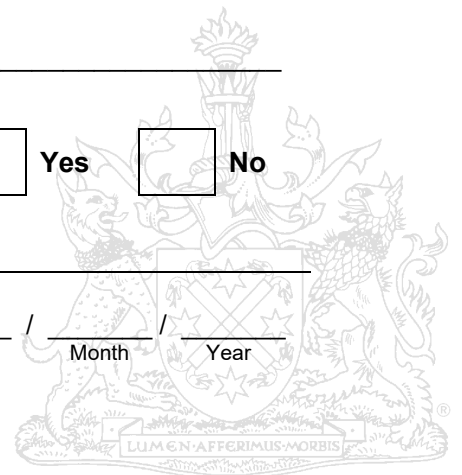 Yes No
/ /
Month Year
®
LUMEN·AFFERIMUS·MORBIS